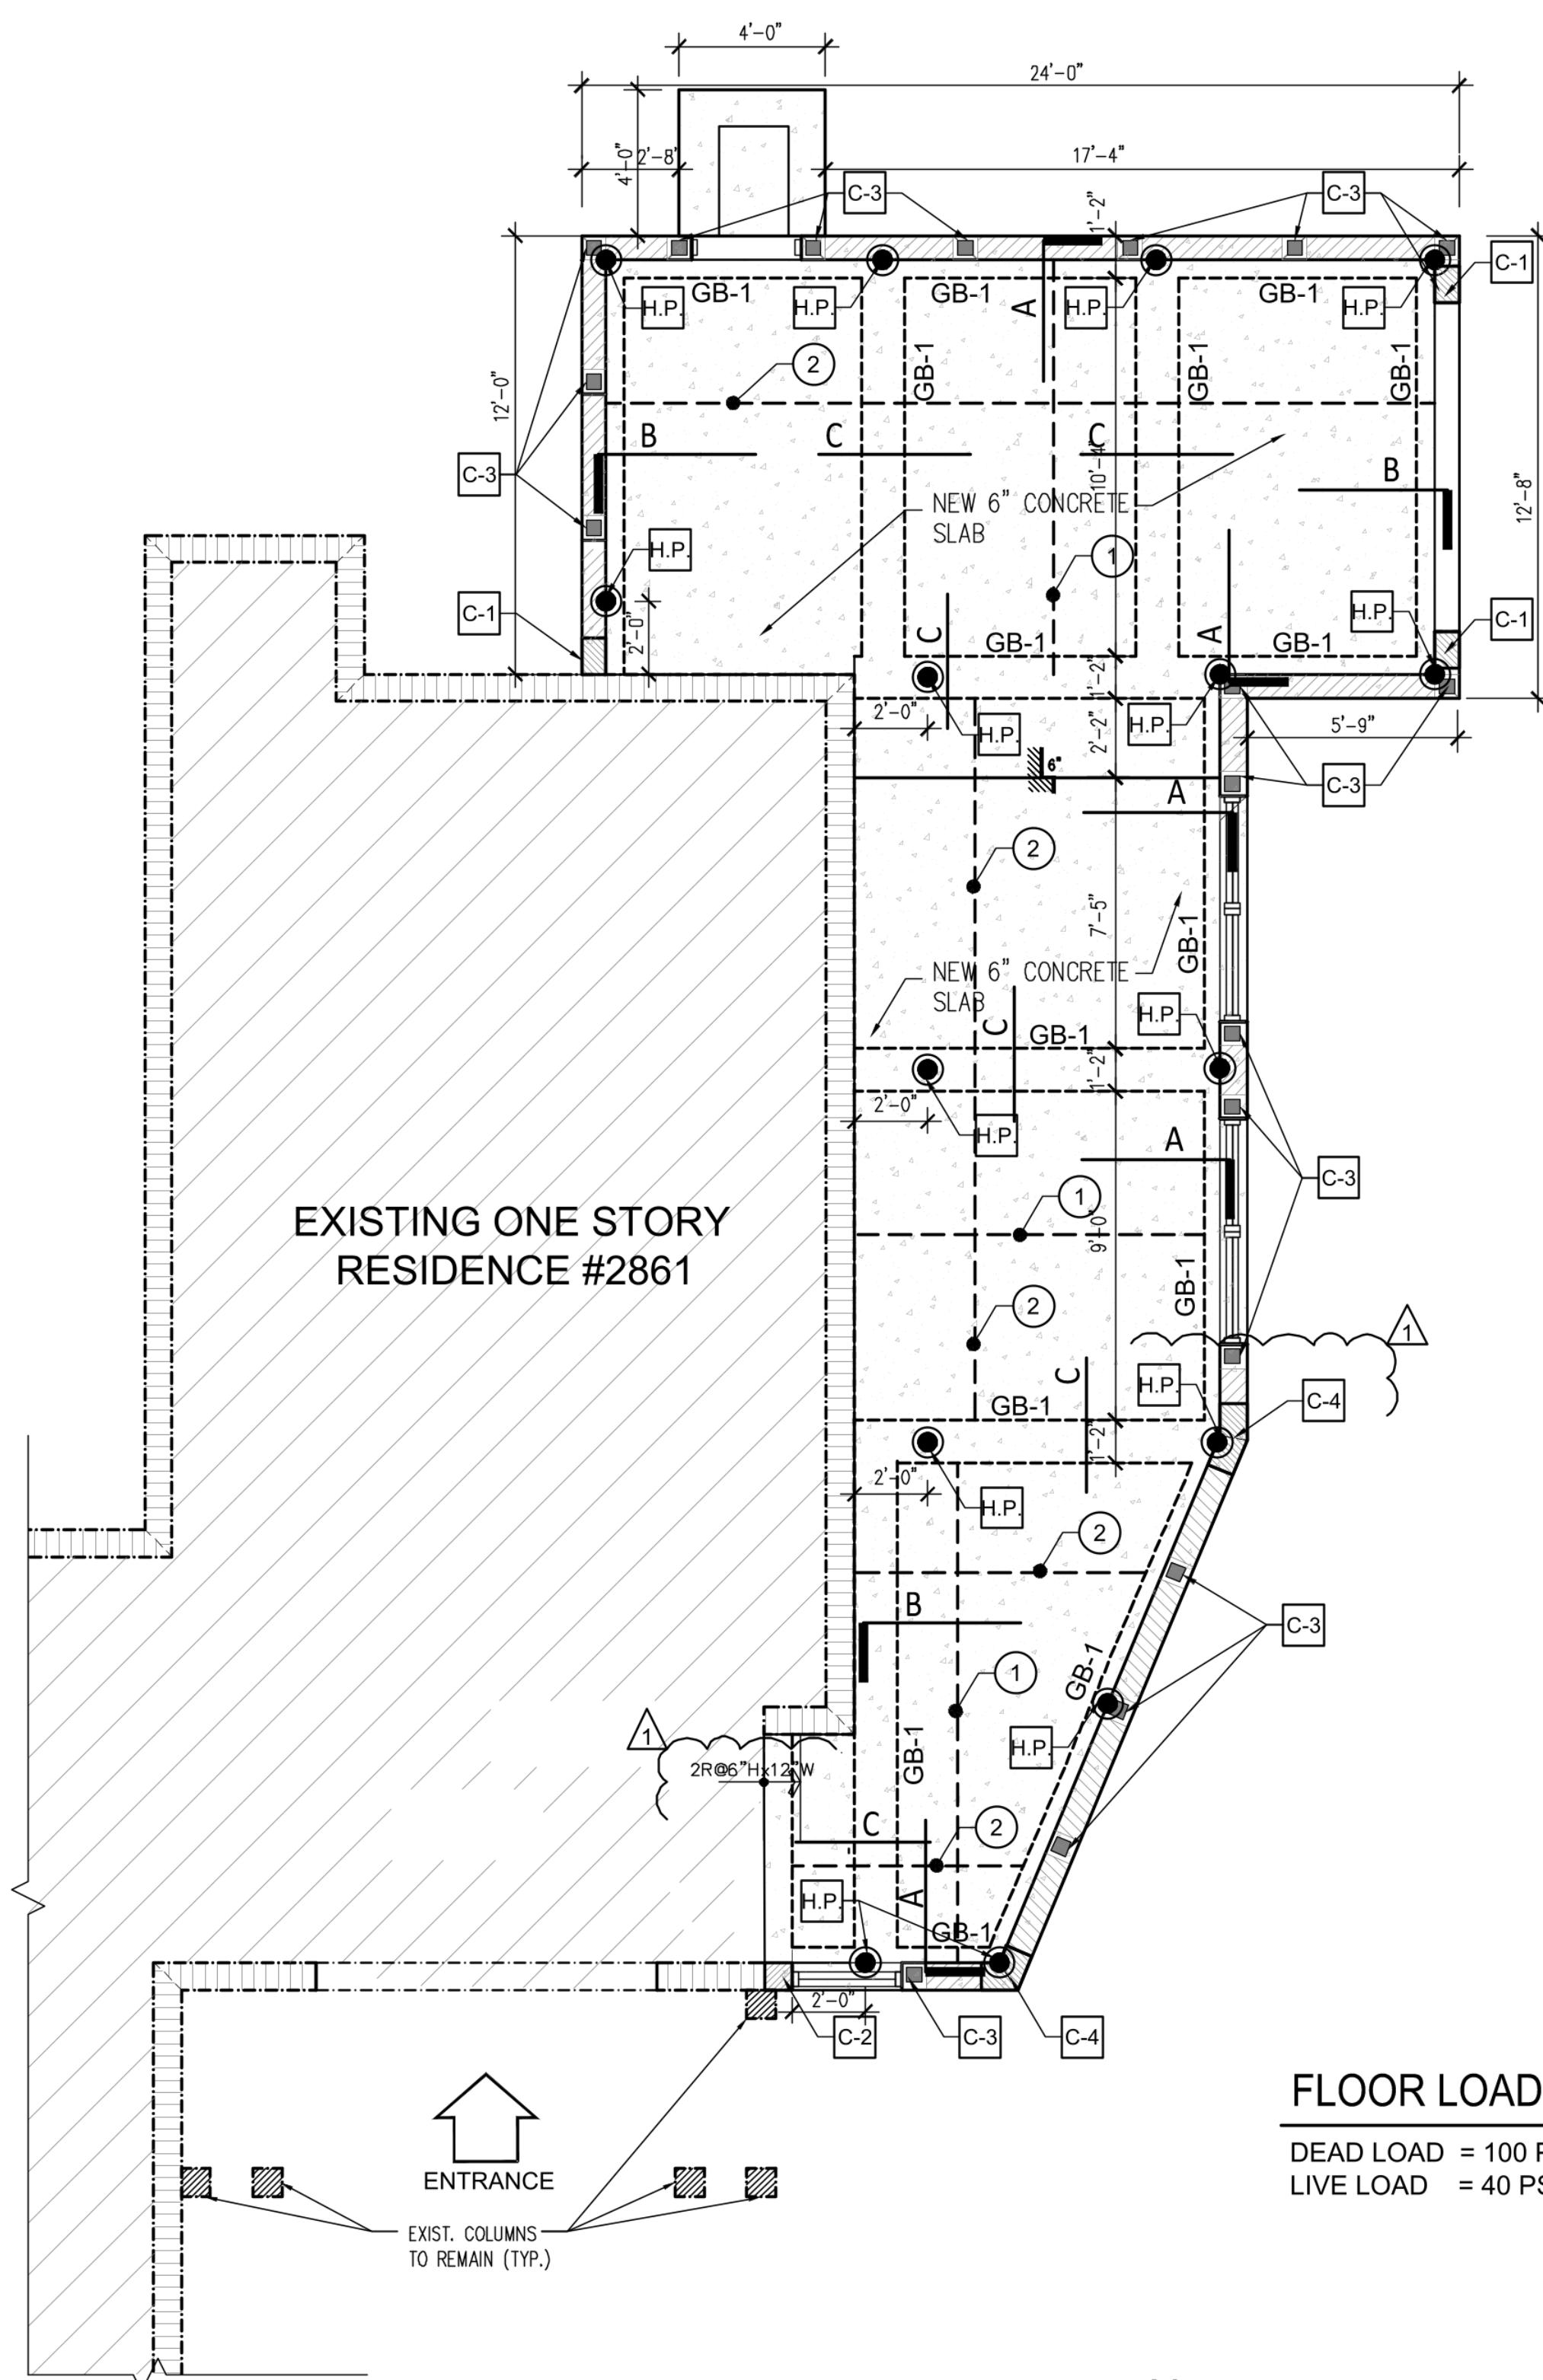 4'-0"
24'-0"
4'-0"
2'-8"
17'-4"
C-3
C-3
1'-2"
C-1
GB-1
GB-1
GB-1
H.P.
H.P.
H.P.
H.P.
A
12'-0"
2
GB-1
GB-1
GB-1
B
C
C
10'-4"
B
C-3
12'-8"
NEW 6" CONCRETE
SLAB
H.P.
1
C-1
2'-0"
C
GB-1
A
GB-1
H.P.
C-1
1'-2"
2'-0"
H.P.
H.P.
2'-2"
5'-9"
6"
C-3
A
2
7'-5"
GB-1
NEW 6" CONCRETE
SLAB
C
GB-1
H.P.
1'-2"
2'-0"
H.P.
A
C-3
1
9'-0"
EXISTING ONE STORY
RESIDENCE #2861
GB-1
2
1
C
H.P.
C-4
GB-1
1'-2"
2'-0"
H.P.
2
B
C-3
GB-1
1
GB-1
H.P.
1
2R@6"Hx12"W
C
2
H.P.
A
GB-1
2'-0"
C-2
C-3
C-4
ENTRANCE
EXIST. COLUMNS
TO REMAIN (TYP.)
FLOOR LOAD
DEAD LOAD = 100 P
LIVE LOAD = 40 PS